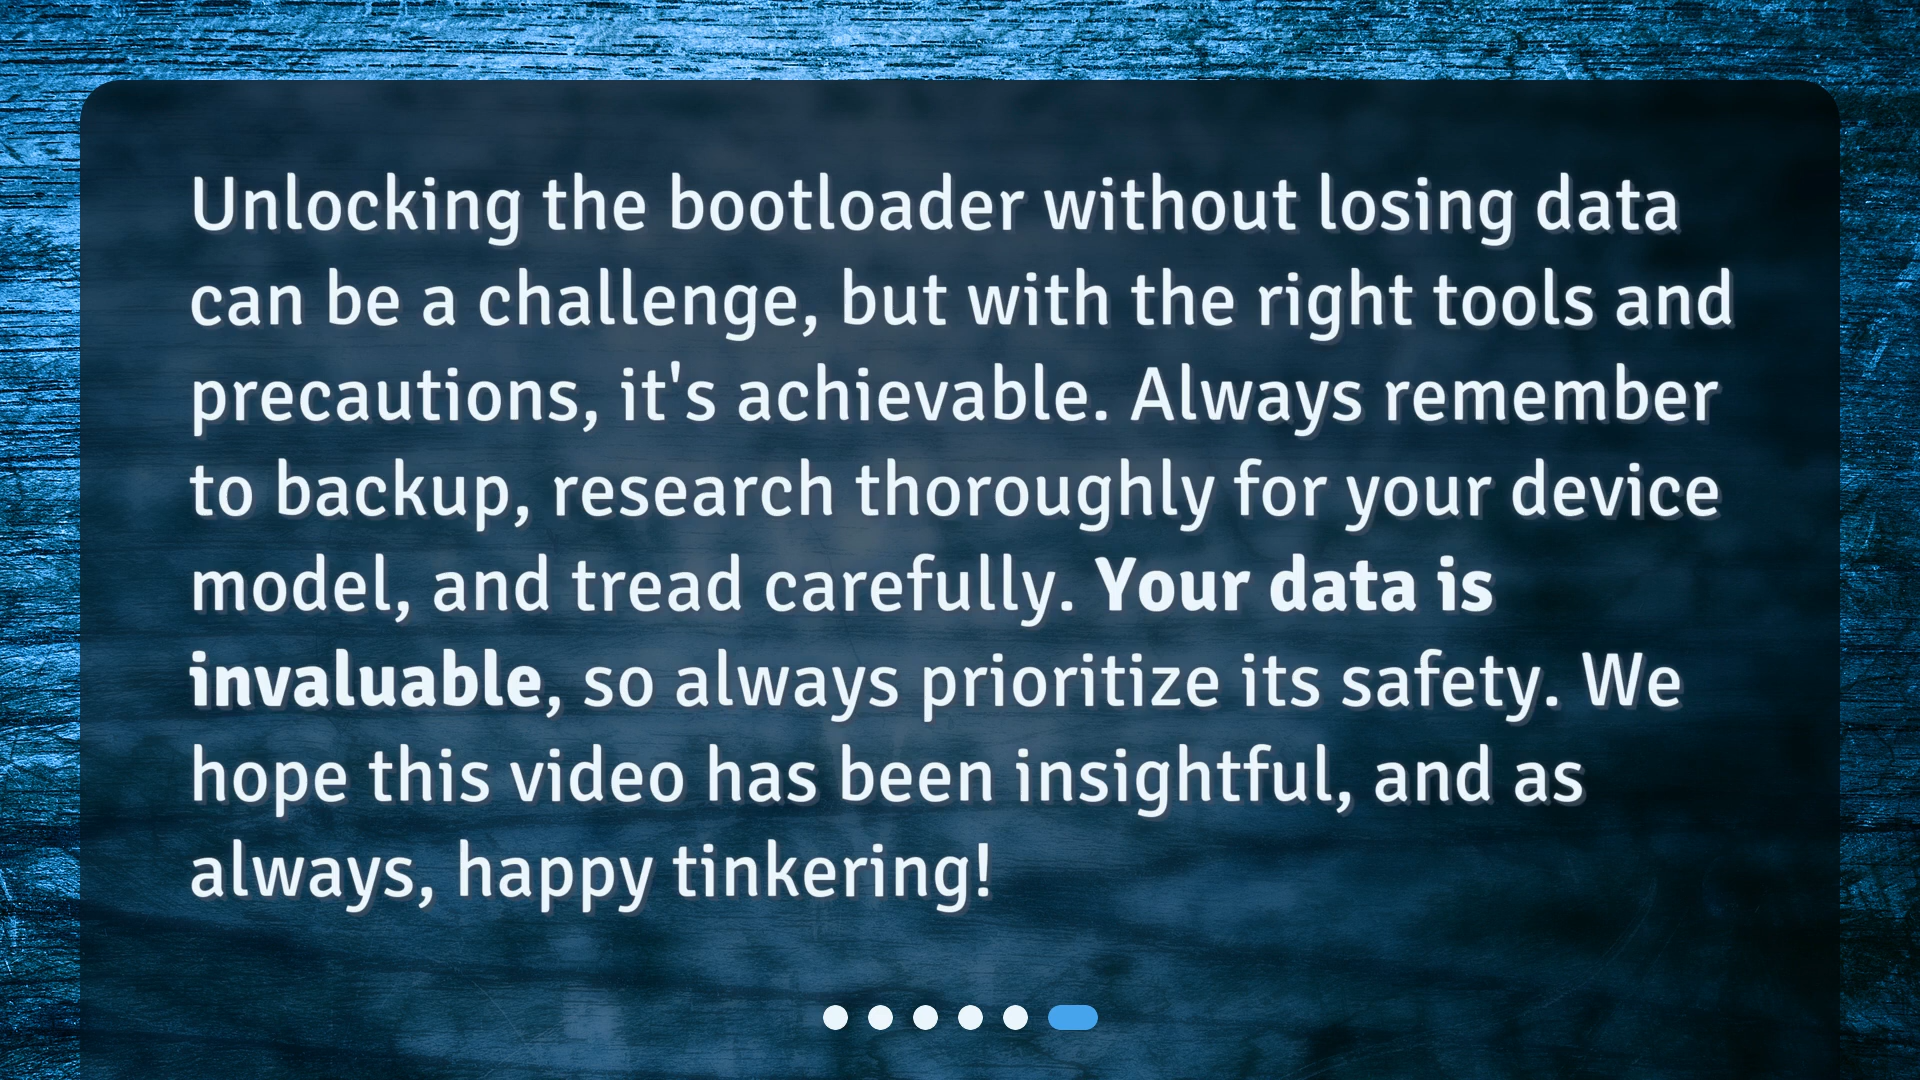 Unlocking the bootloader without losing data
can be a challenge, but with the right tools and
precautions, it's achievable. Always remember
to backup, research thoroughly for your device
model, and tread carefully. Your data is
invaluable, so always prioritize its safety. We
hope this video has been insightful, and as
always, happy tinkering!